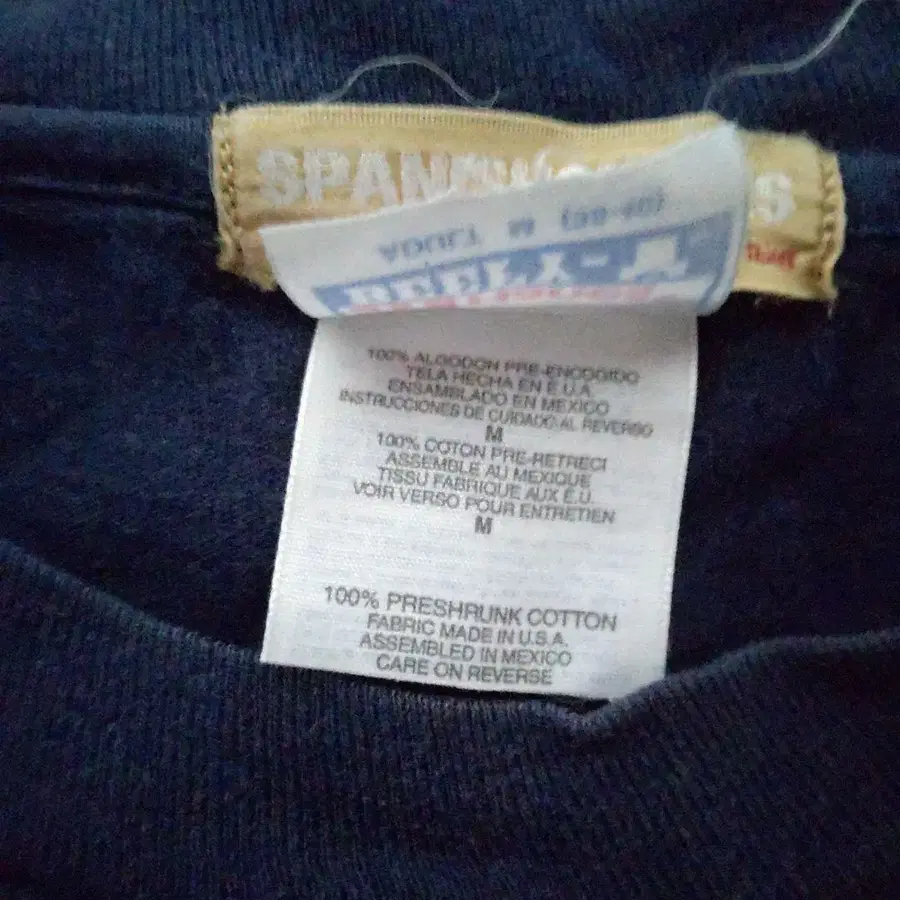 SPAN
S
BEEFLY-T
100% ALGODON PRE-ENCOGIDO
TELA HECHA EN E.U.A.
ENSAMBLADO EN MEXICO
INSTRUCCIONES DE CUIDADO AL REVERSO
M
100% COTON PRE-RETRECI
ASSEMBLE AU MEXIQUE
TISSU FABRIQUE AUX E.U.
VOIR VERSO POUR ENTRETIEN
M
100% PRESHRUNK COTTON
FABRIC MADE IN U.S.A.
ASSEMBLED IN MEXICO
CARE ON REVERSE